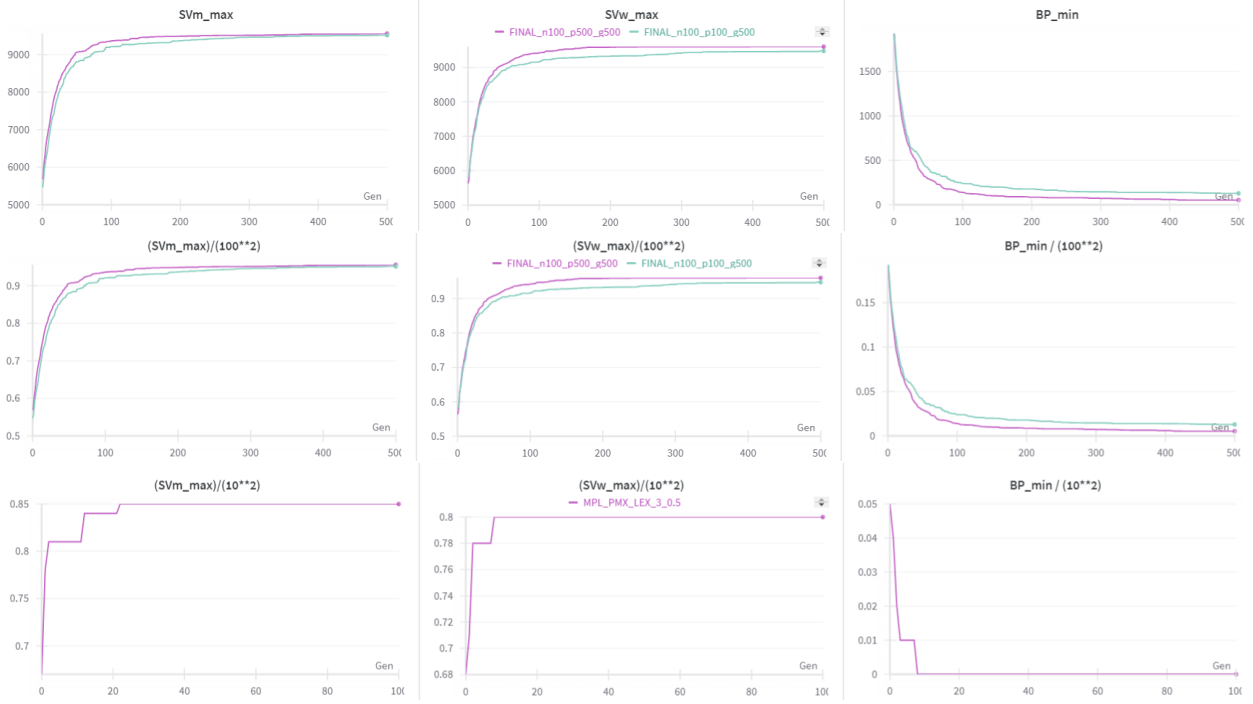 SVm_max
9000
8000
7000
6000
5000
0 100 200 300 400 500
Gen
SVw_max
FINAL_n100_p500_g500 FINAL_n100_p100_g500
9000
8000
7000
6000
5000
0 100 200 300 400 500
Gen
BP_min
1500
1000
500
0
0 100 200 300 400 500
Gen
(SVm_max)/(100**2)
0.9
0.8
0.7
0.6
0.5
0 100 200 300 400 500
Gen
(SVw_max)/(100**2)
FINAL_n100_p500_g500 FINAL_n100_p100_g500
0.9
0.8
0.7
0.6
0.5
0 100 200 300 400 500
Gen
BP_min / (100**2)
0.15
0.1
0.05
0
0 100 200 300 400 500
Gen
(SVm_max)/(10**2)
0.85
0.8
0.75
0.7
0 20 40 60 80 100
Gen
(SVw_max)/(10**2)
MPL_PMX_LEX_3_0.5
0.8
0.78
0.76
0.74
0.72
0.7
0.68
0 20 40 60 80 100
Gen
BP_min / (10**2)
0.05
0.04
0.03
0.02
0.01
0
0 20 40 60 80 100
Gen